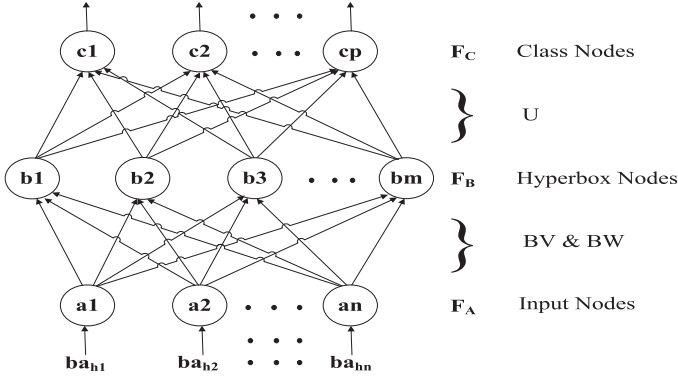 c1 c2 cp F_C Class Nodes
U
b1 b2 b3 bm F_B Hyperbox Nodes
BV & BW
a1 a2 an F_A Input Nodes
ba_h1 ba_h2 ba_hn